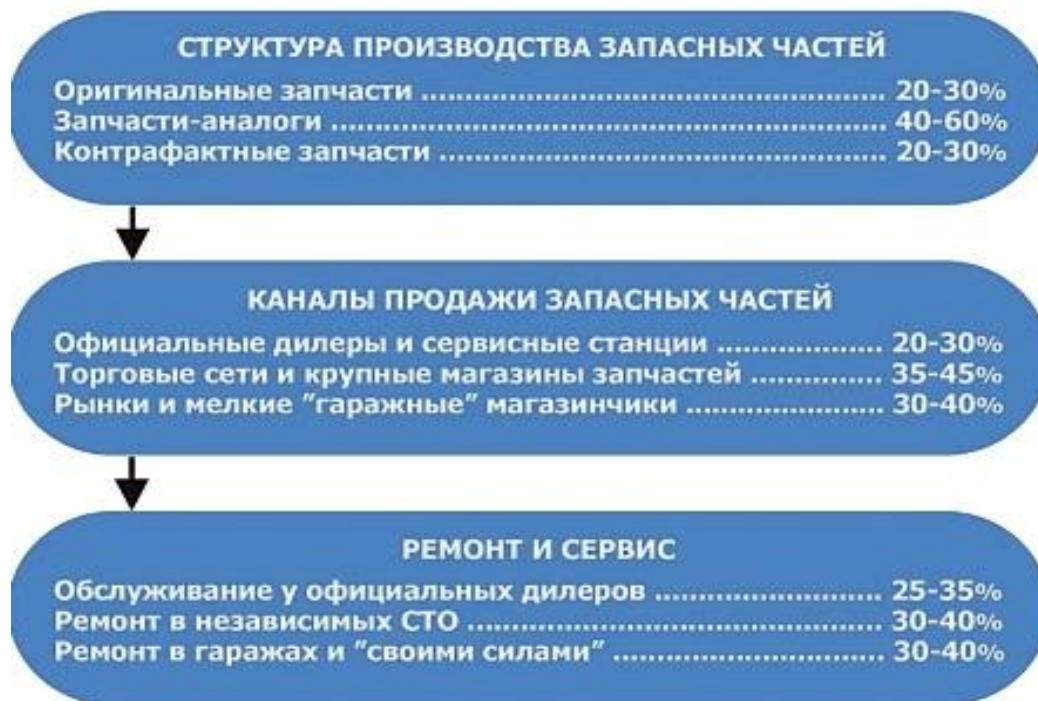 СТРУКТУРА ПРОИЗВОДСТВА ЗАПАСНЫХ ЧАСТЕЙ
Оригинальные запчасти ........................................................ 20-30%
Запчасти-аналоги .................................................................... 40-60%
Контрафактные запчасти ...................................................... 20-30%
КАНАЛЫ ПРОДАЖИ ЗАПАСНЫХ ЧАСТЕЙ
Официальные дилеры и сервисные станции .................... 20-30%
Торговые сети и крупные магазины запчастей ................ 35-45%
Рынки и мелкие "гаражные" магазинчики ........................ 30-40%
РЕМОНТ И СЕРВИС
Обслуживание у официальных дилеров ............................. 25-35%
Ремонт в независимых СТО ................................................... 30-40%
Ремонт в гаражах и "своими силами" .................................. 30-40%